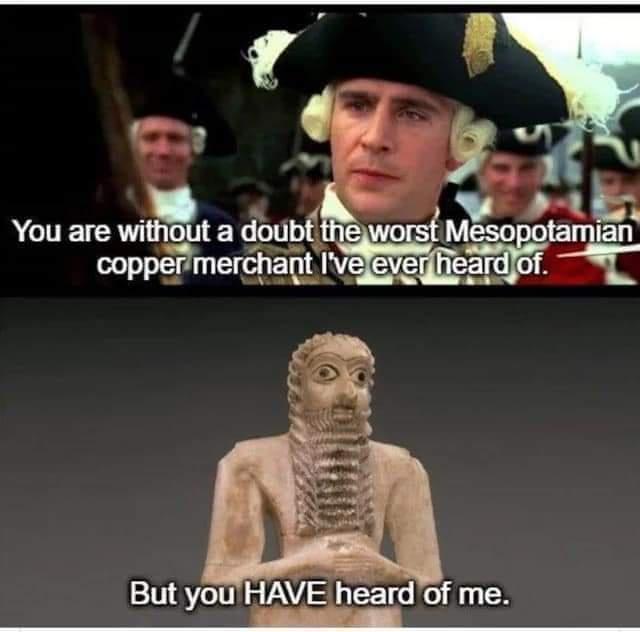 You are without a doubt the worst Mesopotamian
copper merchant I've ever heard of.
But you HAVE heard of me.